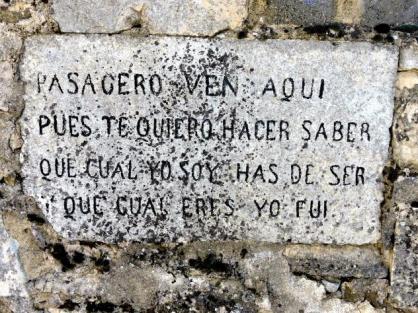 PASAGERO VEN AQUI
PUES TE QUIERO HACER SABER
QUE CUAL YO SOY HAS DE SER
QUE CUAL ERES YO FUI